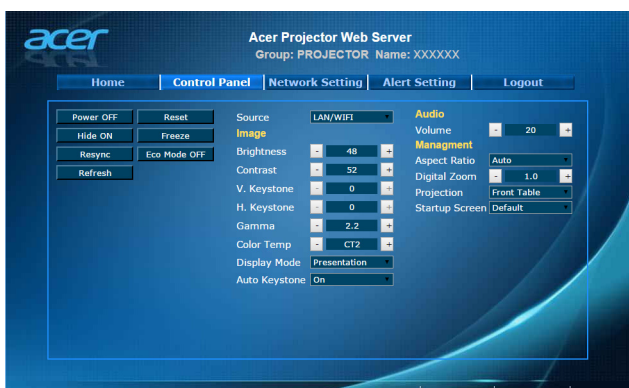 acer
Acer Projector Web Server
Group: PROJECTOR Name: XXXXXX
Home Control Panel Network Setting Alert Setting Logout
Power OFF Reset
Hide ON Freeze
Resync Eco Mode OFF
Refresh
Source LAN/WIFI
Image
Brightness - 48 +
Contrast - 52 +
V. Keystone - 0 +
H. Keystone - 0 +
Gamma - 2.2 +
Color Temp - CT2 +
Display Mode Presentation
Auto Keystone On
Audio
Volume - 20 +
Managment
Aspect Ratio Auto
Digital Zoom - 1.0 +
Projection Front Table
Startup Screen Default